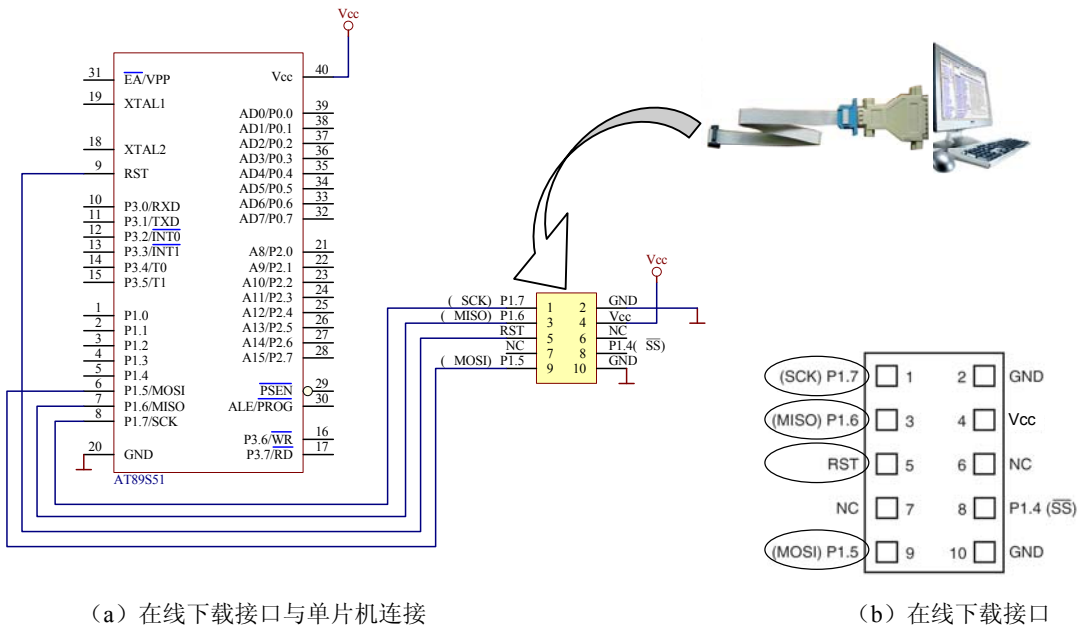 Vcc
31 EA/VPP
19 XTAL1
18 XTAL2
9 RST
10 P3.0/RXD
11 P3.1/TXD
12 P3.2/INT0
13 P3.3/INT1
14 P3.4/T0
15 P3.5/T1
1 P1.0
2 P1.1
3 P1.2
4 P1.3
5 P1.4
6 P1.5/MOSI
7 P1.6/MISO
8 P1.7/SCK
20 GND
Vcc 40
AD0/P0.0 39
AD1/P0.1 38
AD2/P0.2 37
AD3/P0.3 36
AD4/P0.4 35
AD5/P0.5 34
AD6/P0.6 33
AD7/P0.7 32
A8/P2.0 21
A9/P2.1 22
A10/P2.2 23
A11/P2.3 24
A12/P2.4 25
A13/P2.5 26
A14/P2.6 27
A15/P2.7 28
PSEN 29
ALE/PROG 30
P3.6/WR 16
P3.7/RD 17
AT89S51
Vcc
( SCK) P1.7 1 2 GND
( MISO) P1.6 3 4 Vcc
RST 5 6 NC
NC 7 8 P1.4( SS)
( MOSI) P1.5 9 10 GND
(SCK) P1.7 1 2 GND
(MISO) P1.6 3 4 Vcc
RST 5 6 NC
NC 7 8 P1.4 (SS)
(MOSI) P1.5 9 10 GND
（a）在线下载接口与单片机连接
（b）在线下载接口